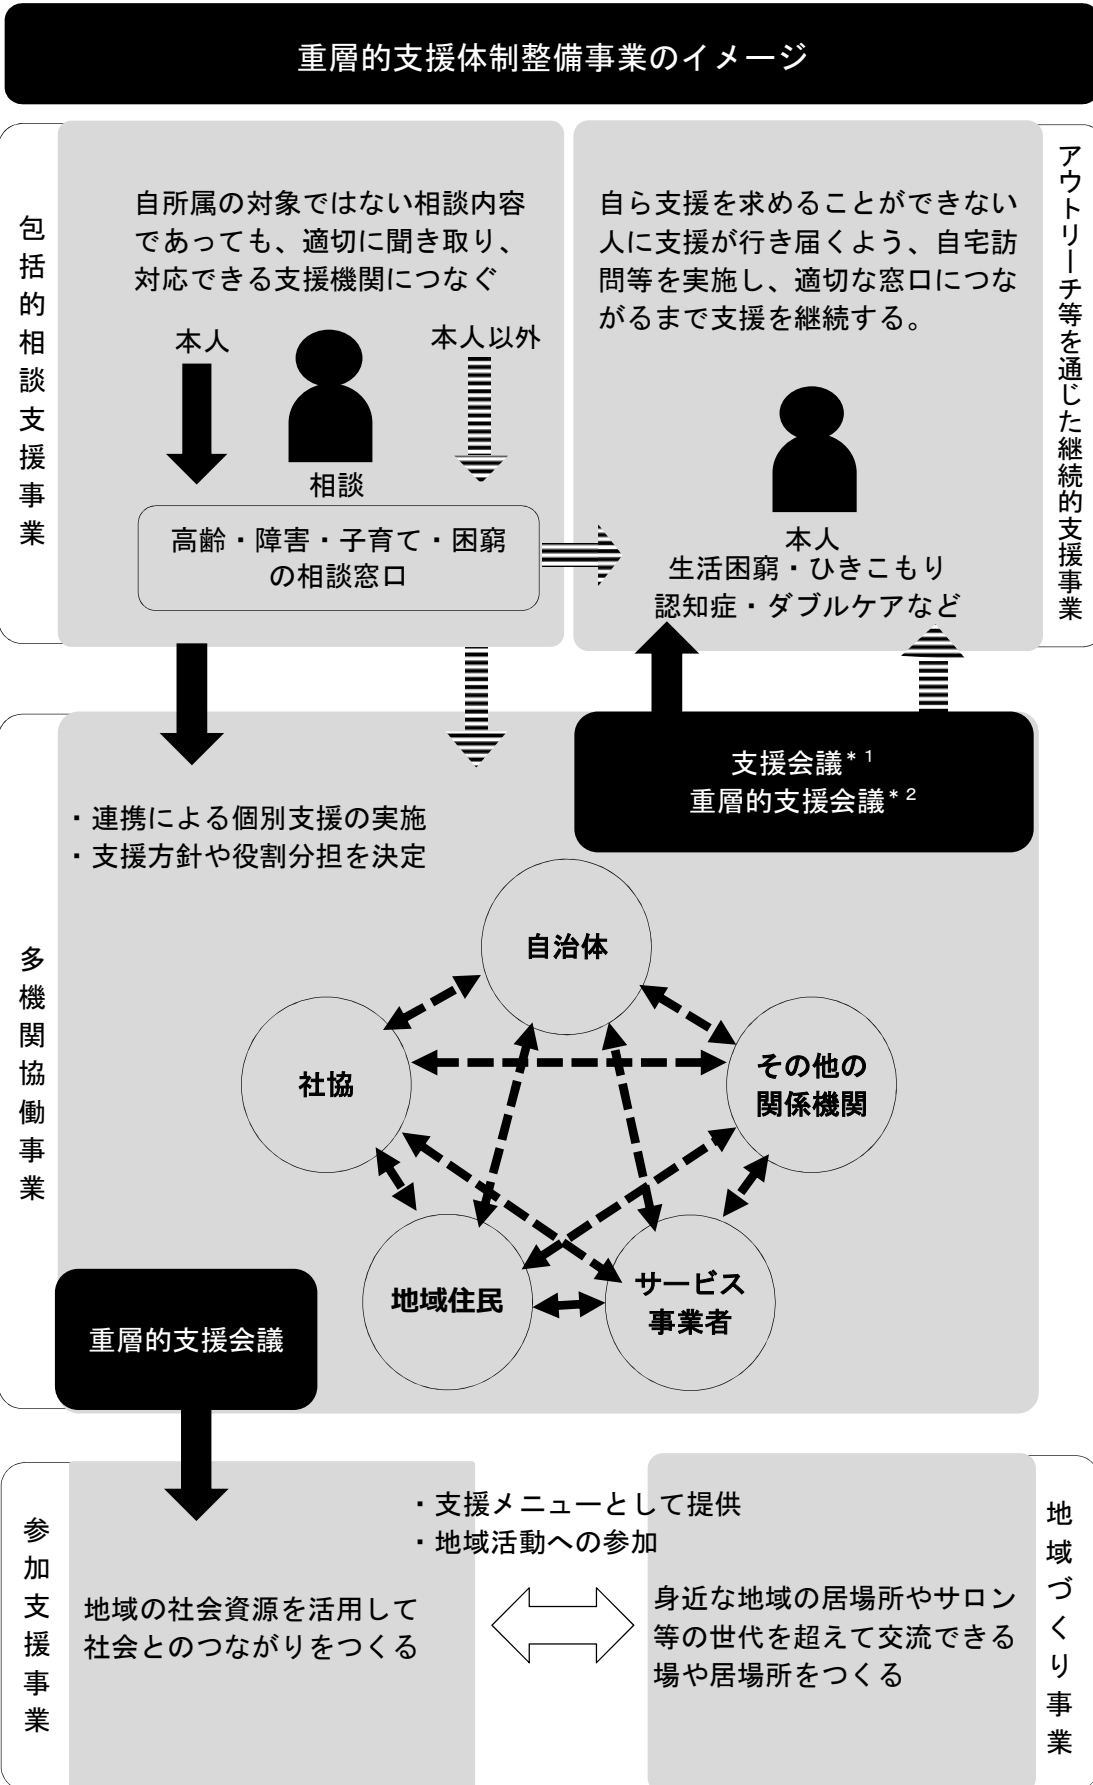 重層的支援体制整備事業のイメージ
包括的相談支援事業
自所属の対象ではない相談内容
であっても、適切に聞き取り、
対応できる支援機関につなぐ
本人
本人以外
相談
高齢・障害・子育て・困窮
の相談窓口
アウトリーチ等を通じた継続的支援事業
自ら支援を求めることができない
人に支援が行き届くよう、自宅訪
問等を実施し、適切な窓口につな
がるまで支援を継続する。
本人
生活困窮・ひきこもり
認知症・ダブルケアなど
多機関協働事業
支援会議*1
重層的支援会議*2
・連携による個別支援の実施
・支援方針や役割分担を決定
自治体
社協
その他の
関係機関
地域住民
サービス
事業者
重層的支援会議
参加支援事業
地域の社会資源を活用して
社会とのつながりをつくる
・支援メニューとして提供
・地域活動への参加
地域づくり事業
身近な地域の居場所やサロン
等の世代を超えて交流できる
場や居場所をつくる